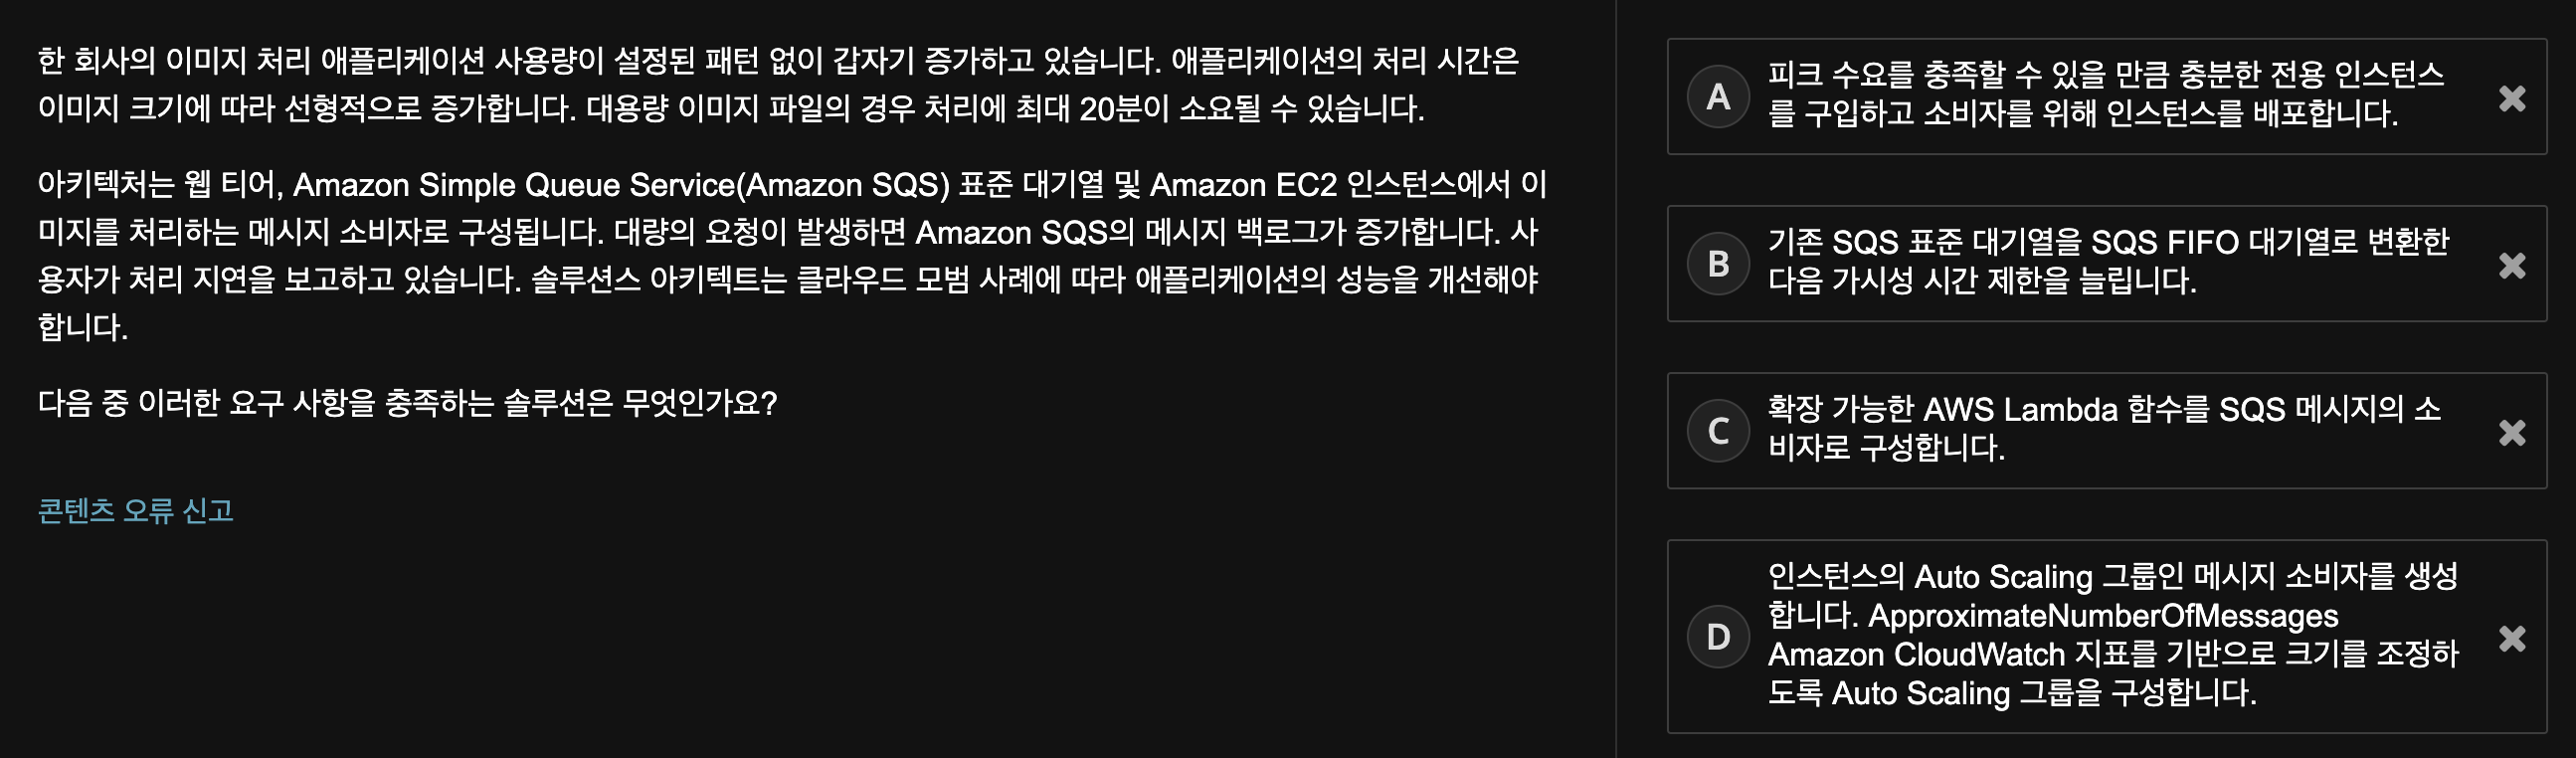 한 회사의 이미지 처리 애플리케이션 사용량이 설정된 패턴 없이 갑자기 증가하고 있습니다. 애플리케이션의 처리 시간은
이미지 크기에 따라 선형적으로 증가합니다. 대용량 이미지 파일의 경우 처리에 최대 20분이 소요될 수 있습니다.
아키텍처는 웹 티어, Amazon Simple Queue Service(Amazon SQS) 표준 대기열 및 Amazon EC2 인스턴스에서 이
미지를 처리하는 메시지 소비자로 구성됩니다. 대량의 요청이 발생하면 Amazon SQS의 메시지 백로그가 증가합니다. 사
용자가 처리 지연을 보고하고 있습니다. 솔루션스 아키텍트는 클라우드 모범 사례에 따라 애플리케이션의 성능을 개선해야
합니다.
다음 중 이러한 요구 사항을 충족하는 솔루션은 무엇인가요?
콘텐츠 오류 신고
A
피크 수요를 충족할 수 있을 만큼 충분한 전용 인스턴스
를 구입하고 소비자를 위해 인스턴스를 배포합니다.
B
기존 SQS 표준 대기열을 SQS FIFO 대기열로 변환한
다음 가시성 시간 제한을 늘립니다.
C
확장 가능한 AWS Lambda 함수를 SQS 메시지의 소
비자로 구성합니다.
D
인스턴스의 Auto Scaling 그룹인 메시지 소비자를 생성
합니다. ApproximateNumberOfMessages
Amazon CloudWatch 지표를 기반으로 크기를 조정하
도록 Auto Scaling 그룹을 구성합니다.